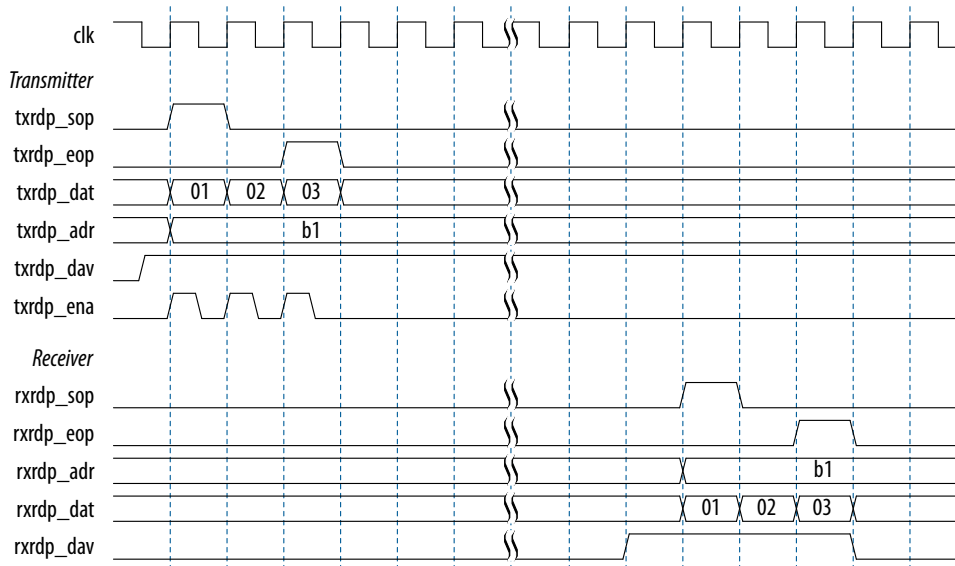 clk
Transmitter
txrdp_sop
txrdp_eop
txrdp_dat 01 02 03
txrdp_adr b1
txrdp_dav
txrdp_ena
Receiver
rxrdp_sop
rxrdp_eop
rxrdp_adr b1
rxrdp_dat 01 02 03
rxrdp_dav